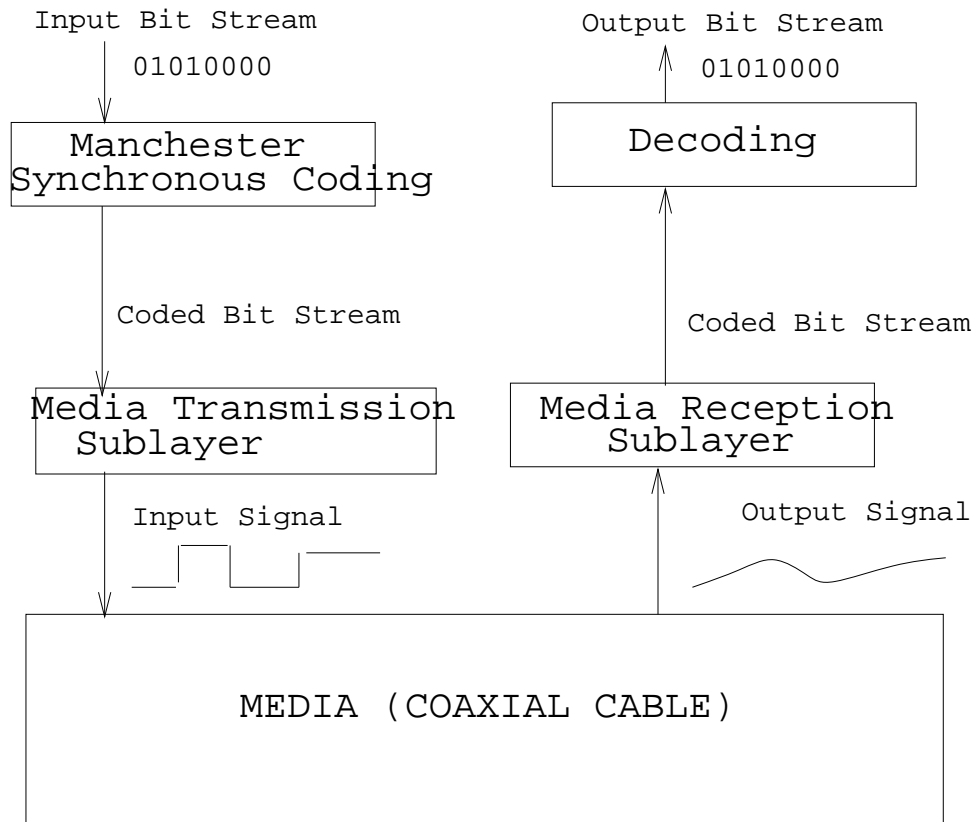 Input Bit Stream
01010000
Manchester
Synchronous Coding
Coded Bit Stream
Media Transmission
Sublayer
Input Signal
Output Bit Stream
01010000
Decoding
Coded Bit Stream
Media Reception
Sublayer
Output Signal
MEDIA (COAXIAL CABLE)